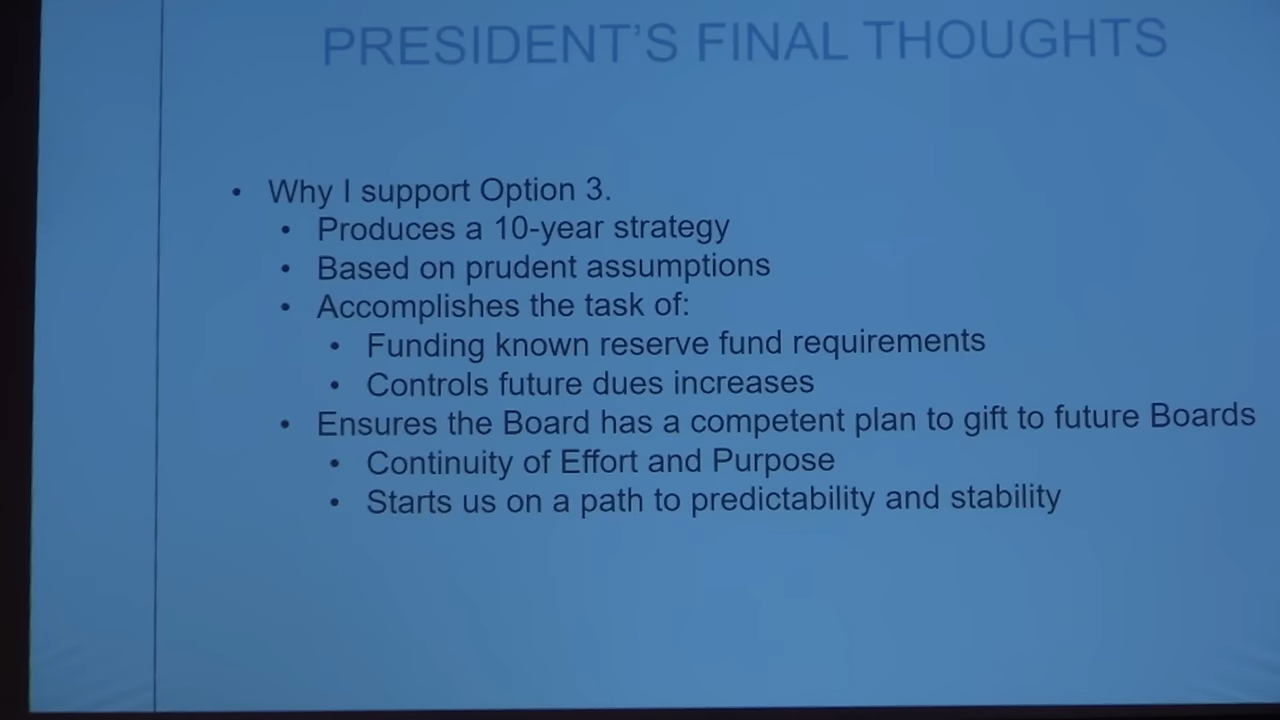 PRESIDENT'S FINAL THOUGHTS
• Why I support Option 3.
• Produces a 10-year strategy
• Based on prudent assumptions
• Accomplishes the task of:
• Funding known reserve fund requirements
• Controls future dues increases
• Ensures the Board has a competent plan to gift to future Boards
• Continuity of Effort and Purpose
• Starts us on a path to predictability and stability